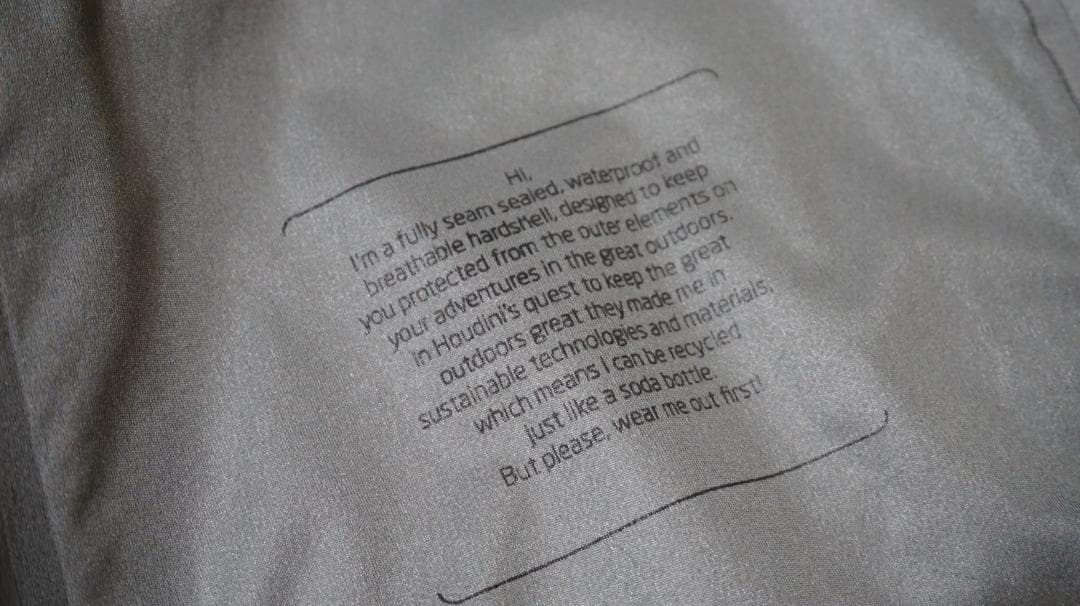 Hi,
I'm a fully seam sealed, waterproof and
breathable hardshell, designed to keep
you protected from the outer elements on
your adventures in the great outdoors.
In Houdini's quest to keep the great
outdoors great they made me in
sustainable technologies and materials,
which means I can be recycled
just like a soda bottle.
But please, wear me out first!